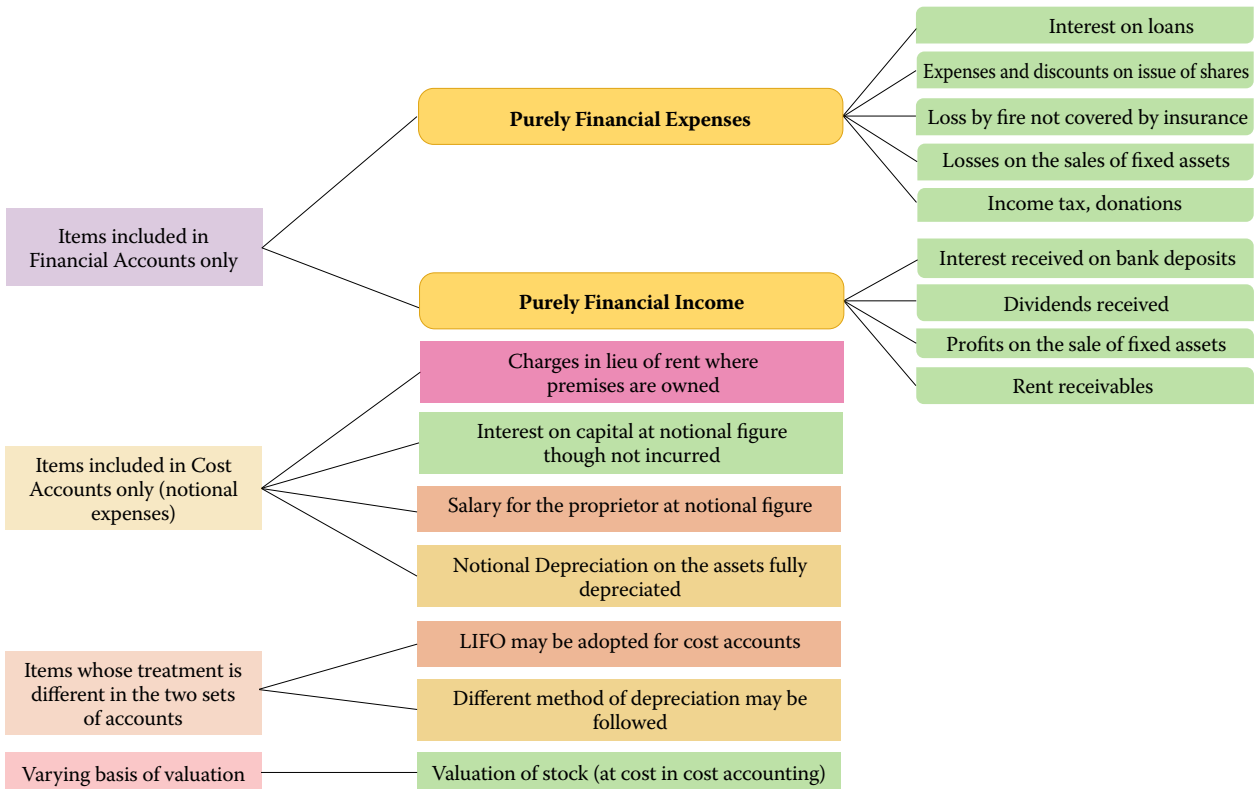 Items included in
Financial Accounts only
Purely Financial Expenses
Interest on loans
Expenses and discounts on issue of shares
Loss by fire not covered by insurance
Losses on the sales of fixed assets
Income tax, donations
Purely Financial Income
Interest received on bank deposits
Dividends received
Profits on the sale of fixed assets
Rent receivables
Items included in Cost
Accounts only (notional
expenses)
Charges in lieu of rent where
premises are owned
Interest on capital at notional figure
though not incurred
Salary for the proprietor at notional figure
Notional Depreciation on the assets fully
depreciated
Items whose treatment is
different in the two sets
of accounts
LIFO may be adopted for cost accounts
Different method of depreciation may be
followed
Varying basis of valuation
Valuation of stock (at cost in cost accounting)